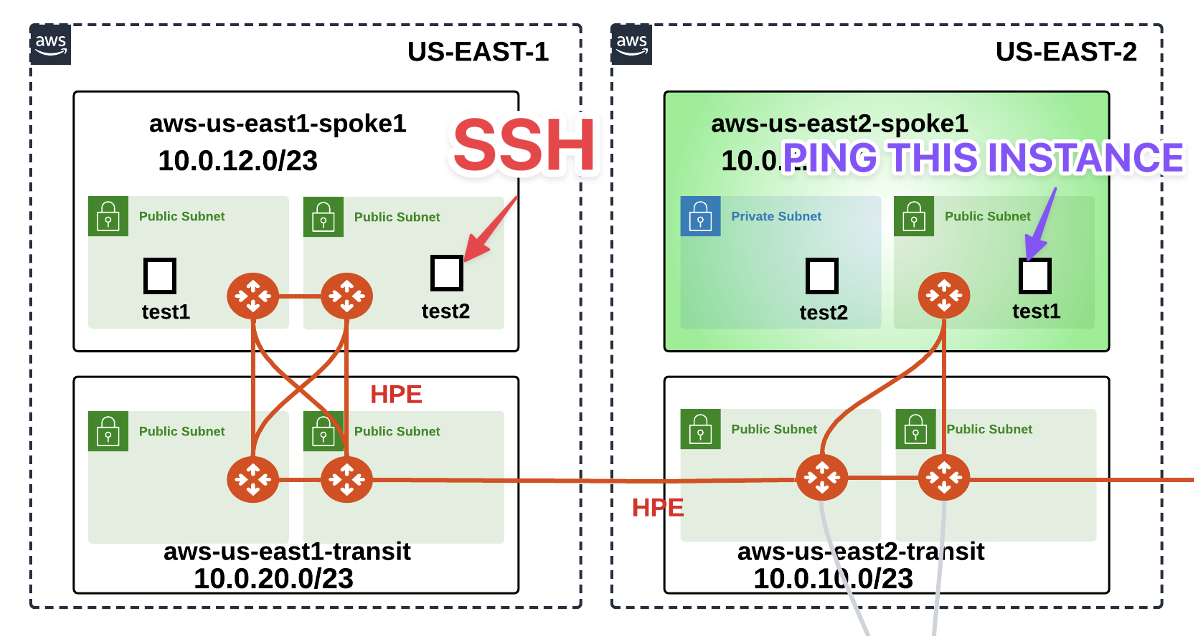 aws
US-EAST-1
aws-us-east1-spoke1
10.0.12.0/23
SSH
Public Subnet
Public Subnet
test1
test2
HPE
Public Subnet
Public Subnet
aws-us-east1-transit
10.0.20.0/23
HPE
aws
US-EAST-2
aws-us-east2-spoke1
10.0.
PING THIS INSTANCE
Private Subnet
Public Subnet
test2
test1
Public Subnet
Public Subnet
aws-us-east2-transit
10.0.10.0/23